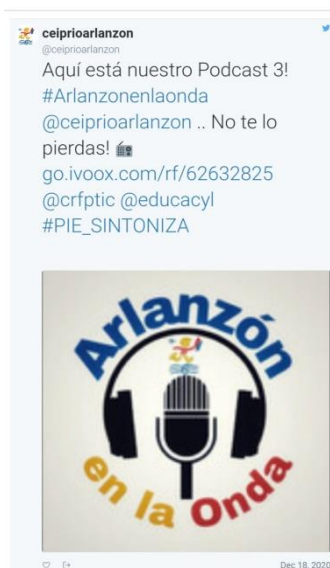 ceiprioarlanzon
@ceiprioarlanzon
Aquí está nuestro Podcast 3!
#Arlanzonenlaonda
@ceiprioarlanzon .. No te lo
pierdas! 📻
go.ivoox.com/rf/62632825
@crfptic @educacyl
#PIE_SINTONIZA
Arlanzón
en la Onda
Dec 18, 2020